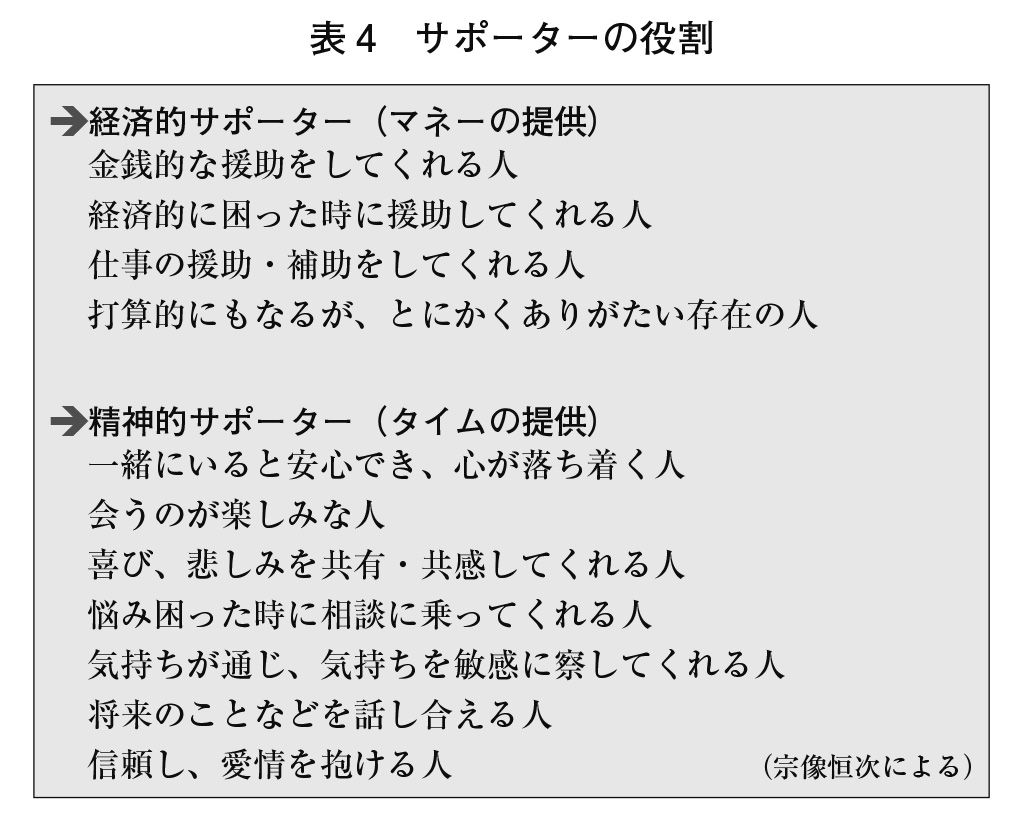 表4　サポーターの役割
➔経済的サポーター（マネーの提供）
金銭的な援助をしてくれる人
経済的に困った時に援助してくれる人
仕事の援助・補助をしてくれる人
打算的にもなるが、とにかくありがたい存在の人
➔精神的サポーター（タイムの提供）
一緒にいると安心でき、心が落ち着く人
会うのが楽しみな人
喜び、悲しみを共有・共感してくれる人
悩み困った時に相談に乗ってくれる人
気持ちが通じ、気持ちを敏感に察してくれる人
将来のことなどを話し合える人
信頼し、愛情を抱ける人
（宗像恒次による）